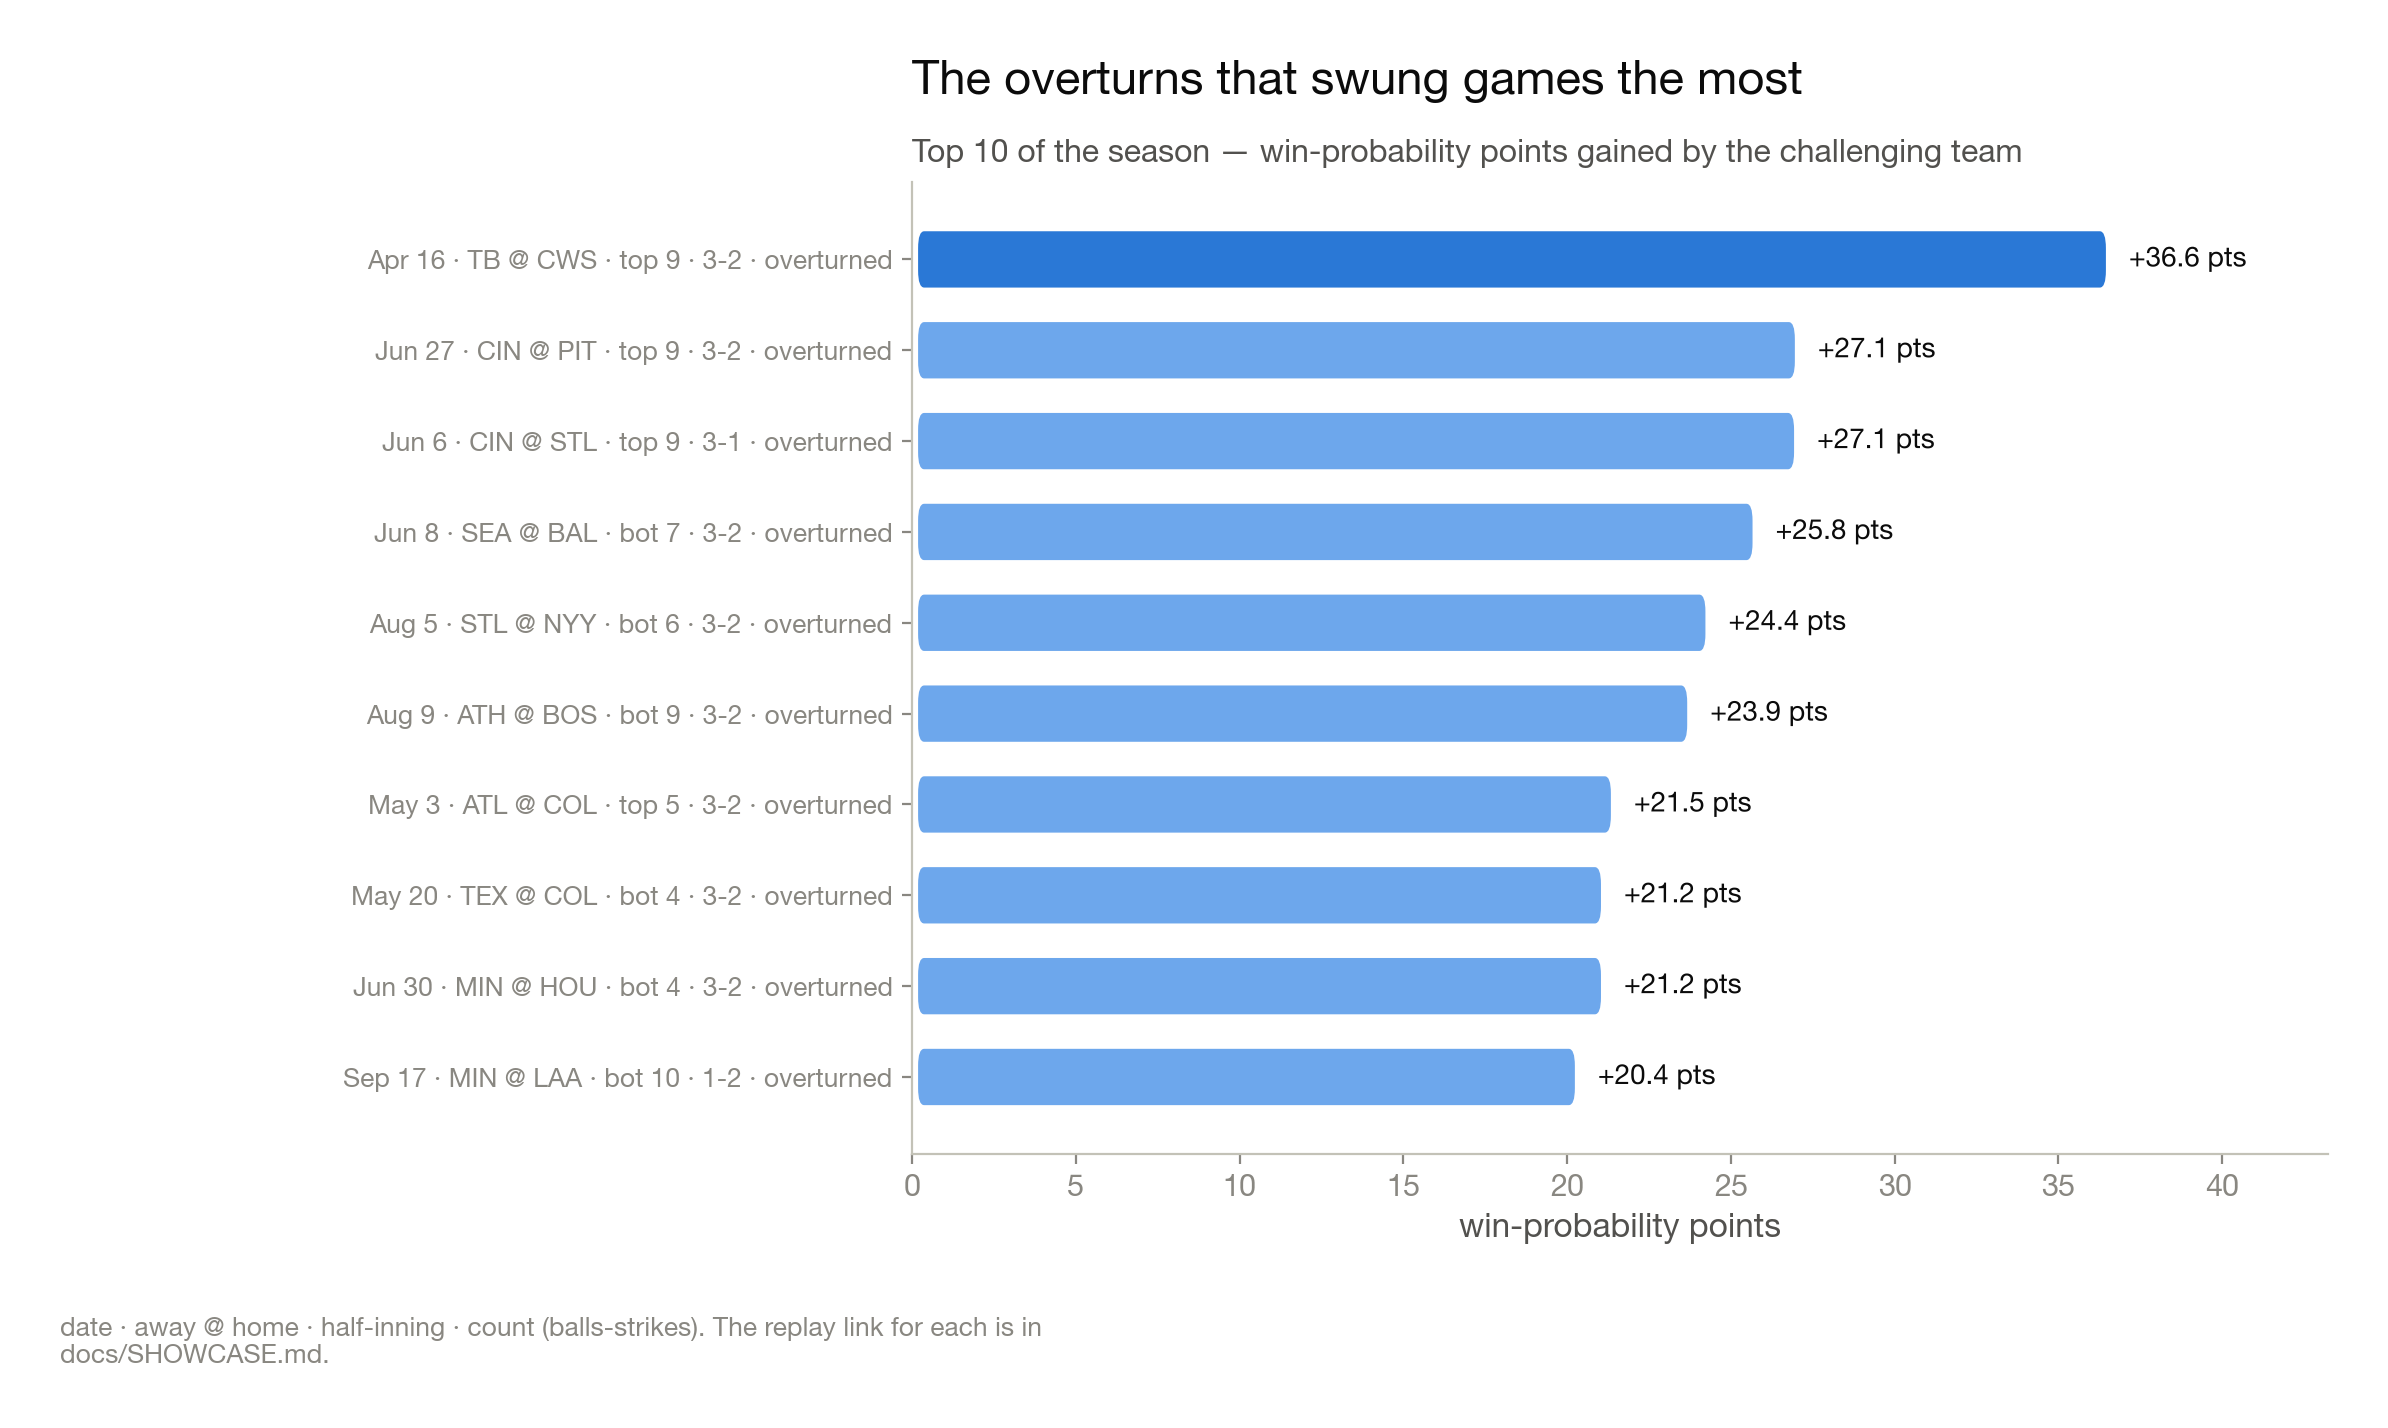 The overturns that swung games the most
Top 10 of the season — win-probability points gained by the challenging team
Apr 16 · TB @ CWS · top 9 · 3-2 · overturned +36.6 pts
Jun 27 · CIN @ PIT · top 9 · 3-2 · overturned +27.1 pts
Jun 6 · CIN @ STL · top 9 · 3-1 · overturned +27.1 pts
Jun 8 · SEA @ BAL · bot 7 · 3-2 · overturned +25.8 pts
Aug 5 · STL @ NYY · bot 6 · 3-2 · overturned +24.4 pts
Aug 9 · ATH @ BOS · bot 9 · 3-2 · overturned +23.9 pts
May 3 · ATL @ COL · top 5 · 3-2 · overturned +21.5 pts
May 20 · TEX @ COL · bot 4 · 3-2 · overturned +21.2 pts
Jun 30 · MIN @ HOU · bot 4 · 3-2 · overturned +21.2 pts
Sep 17 · MIN @ LAA · bot 10 · 1-2 · overturned +20.4 pts
0 5 10 15 20 25 30 35 40
win-probability points
date · away @ home · half-inning · count (balls-strikes). The replay link for each is in
docs/SHOWCASE.md.